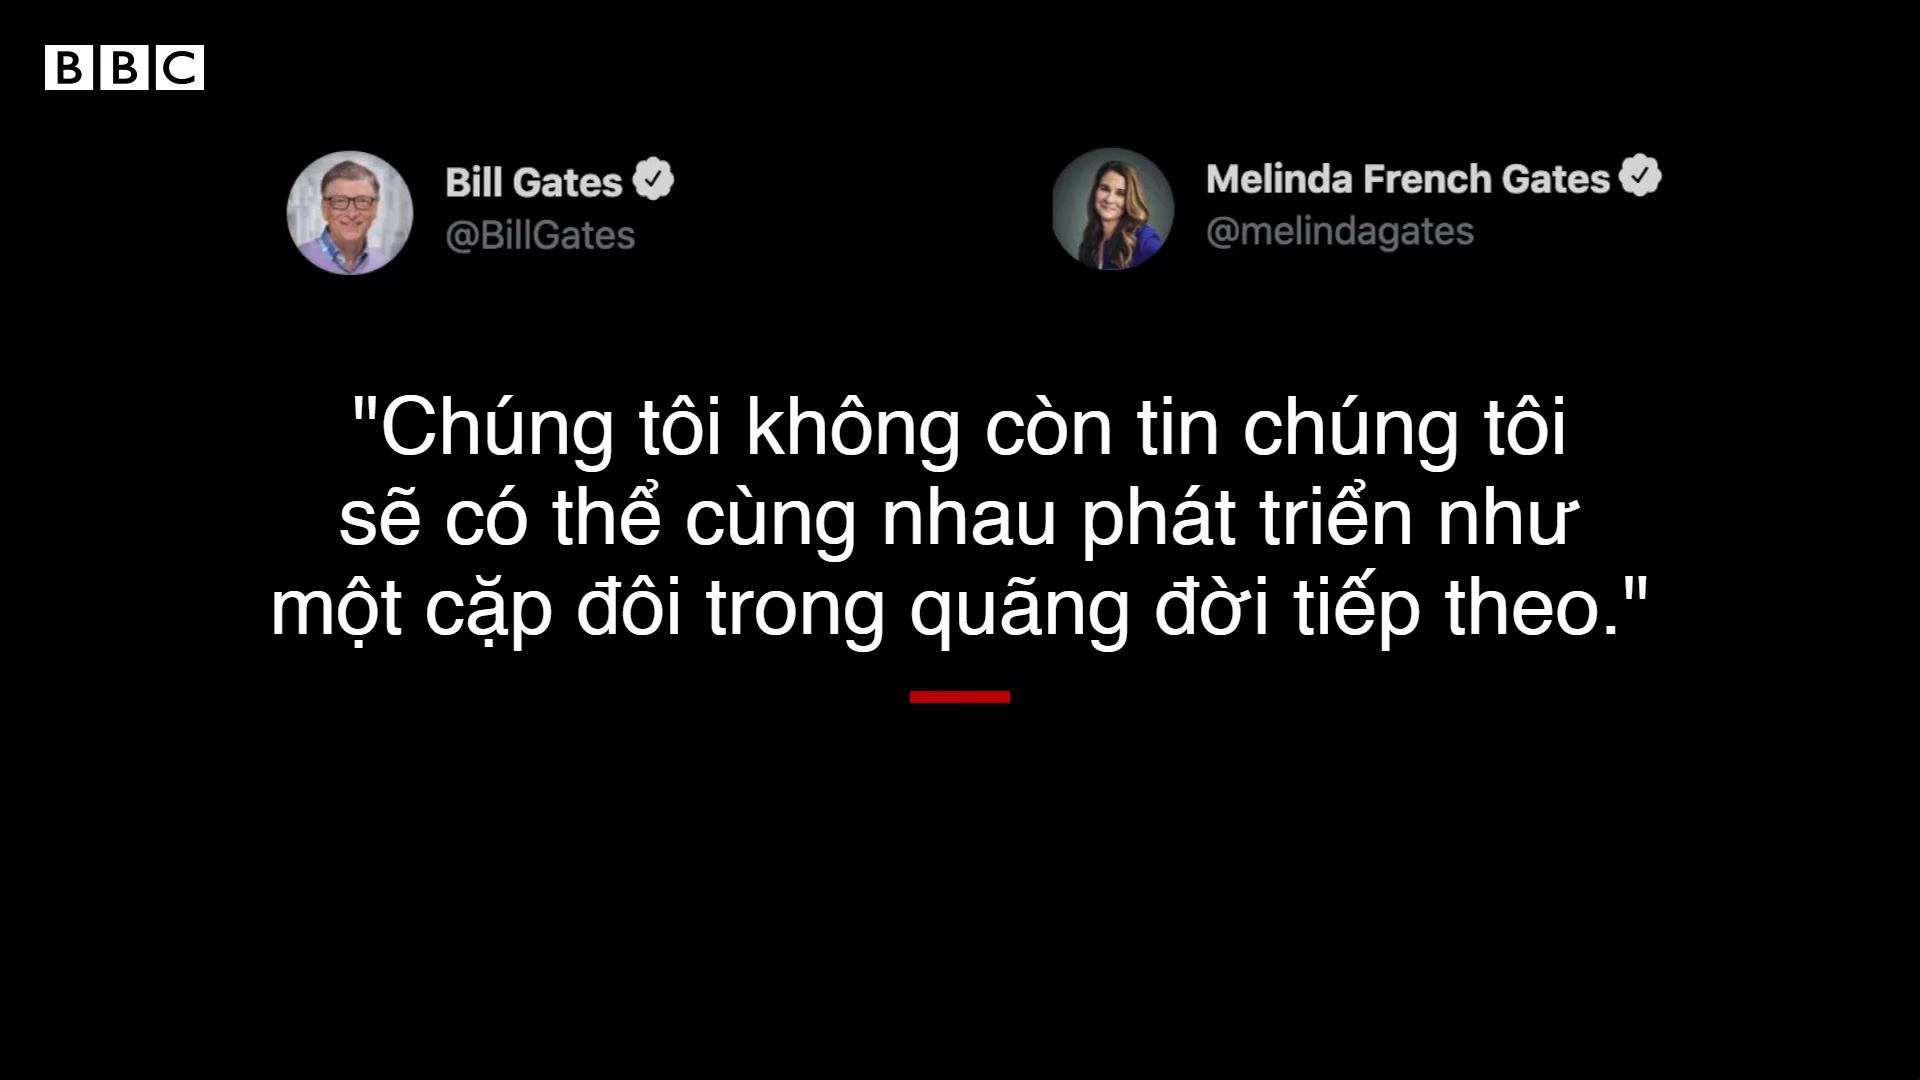 BBC
Bill Gates
@BillGates
Melinda French Gates
@melindagates
"Chúng tôi không còn tin chúng tôi
sẽ có thể cùng nhau phát triển như
một cặp đôi trong quãng đời tiếp theo."